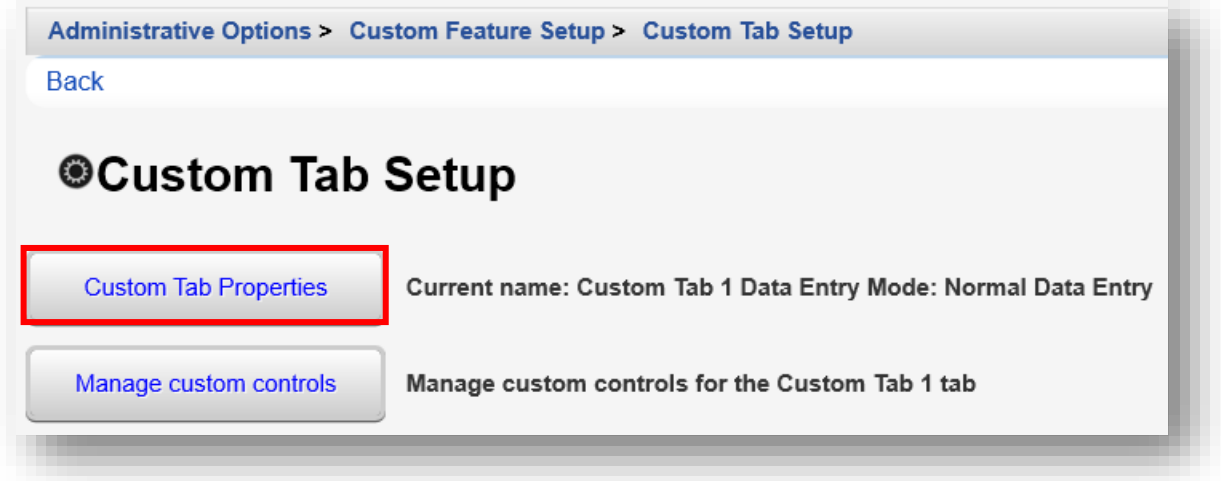 Administrative Options > Custom Feature Setup > Custom Tab Setup
Back
Custom Tab Setup
Custom Tab Properties Current name: Custom Tab 1 Data Entry Mode: Normal Data Entry
Manage custom controls Manage custom controls for the Custom Tab 1 tab